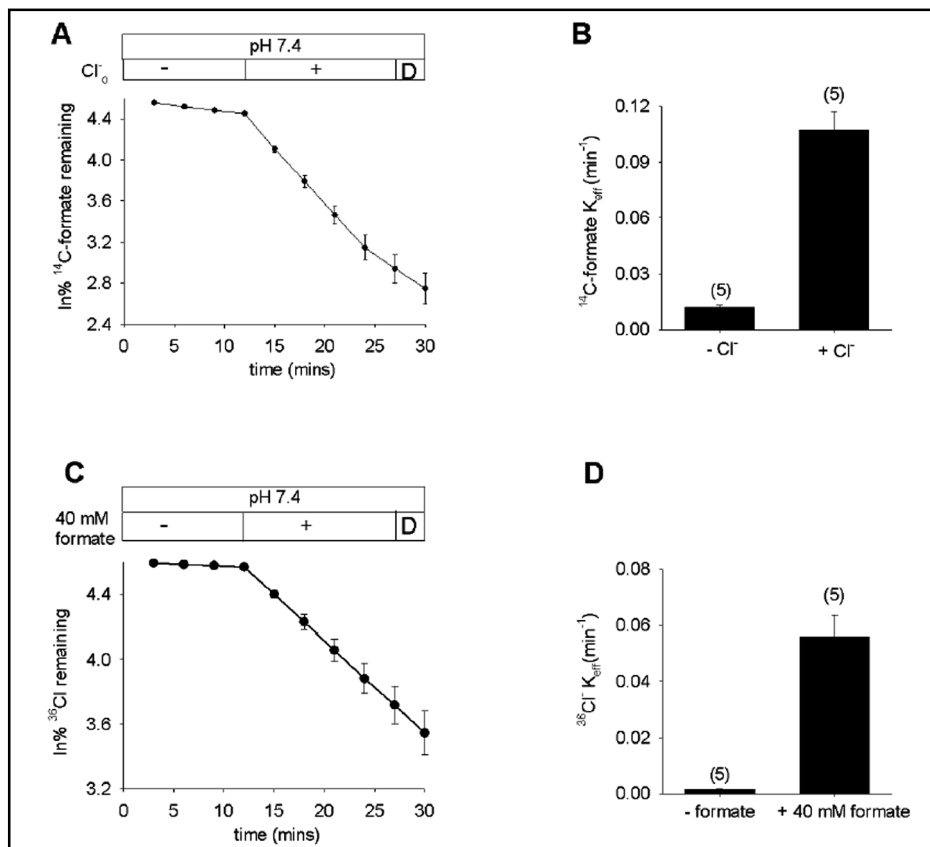 A
pH 7.4
Cl⁻ₒ - + D
ln% ¹⁴C-formate remaining
4.4
4.0
3.6
3.2
2.8
2.4
0 5 10 15 20 25 30
time (mins)
B
¹⁴C-formate K_eff (min⁻¹)
0.12
0.09
0.06
0.03
0.00
(5)
(5)
- Cl⁻ + Cl⁻
C
pH 7.4
40 mM
formate - + D
ln% ³⁶Cl remaining
4.4
4.0
3.6
3.2
0 5 10 15 20 25 30
time (mins)
D
³⁶Cl⁻ K_eff(min⁻¹)
0.08
0.06
0.04
0.02
0.00
(5)
(5)
- formate + 40 mM formate